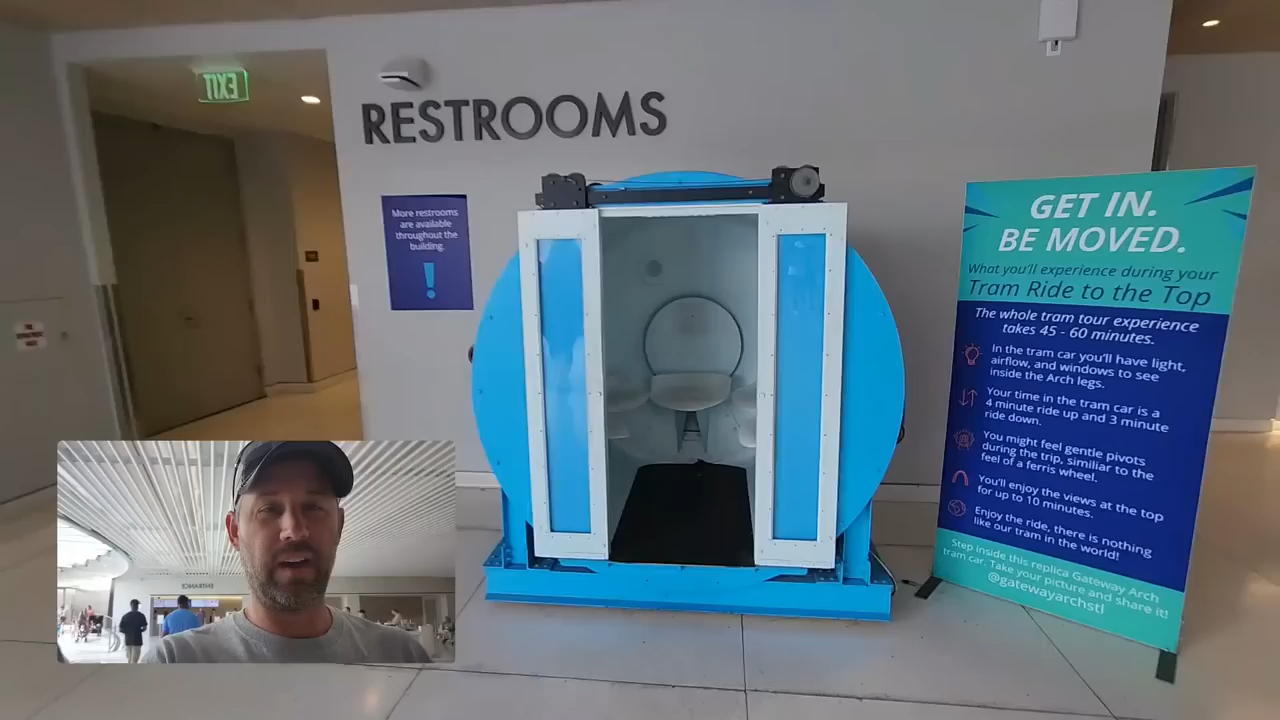 EXIT
RESTROOMS
More restrooms
are available
throughout the
building.
!
GET IN.
BE MOVED.
What you'll experience during your
Tram Ride to the Top
The whole tram tour experience
takes 45 - 60 minutes.
In the tram car you'll have light,
airflow, and windows to see
inside the Arch legs.
Your time in the tram car is a
4 minute ride up and 3 minute
ride down.
You might feel gentle pivots
during the trip, similiar to the
feel of a ferris wheel.
You'll enjoy the views at the top
for up to 10 minutes.
Enjoy the ride, there is nothing
like our tram in the world!
Step inside this replica Gateway Arch
tram car. Take your picture and share it!
@gatewayarchstl
ENTRANCE